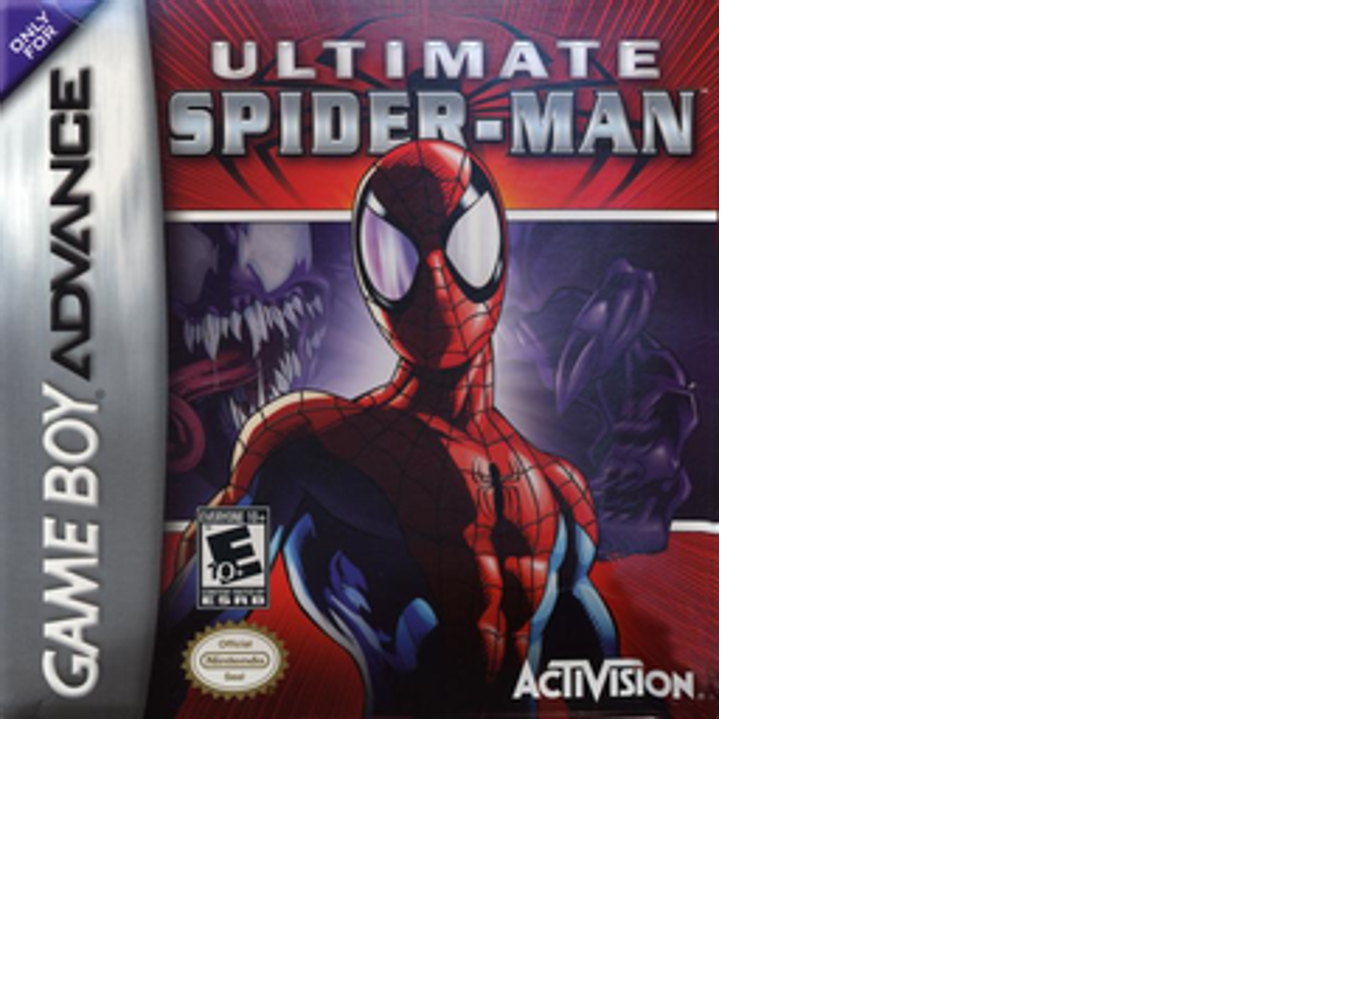 ONLY
FOR
GAME BOY ADVANCE
ULTIMATE
SPIDER-MAN
EVERYONE 10+
E
10+
ESRB
Official
Nintendo
Seal
ACTIVISION